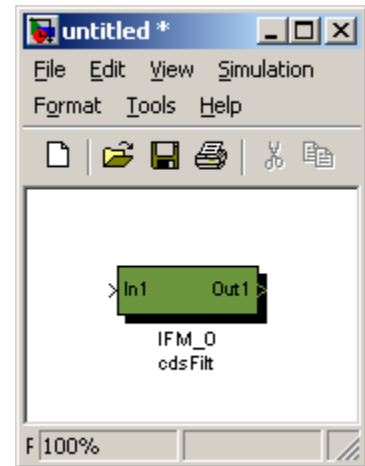 untitled *
File Edit View Simulation
Format Tools Help
In1 Out1
IFM_0
cdsFilt
F 100%